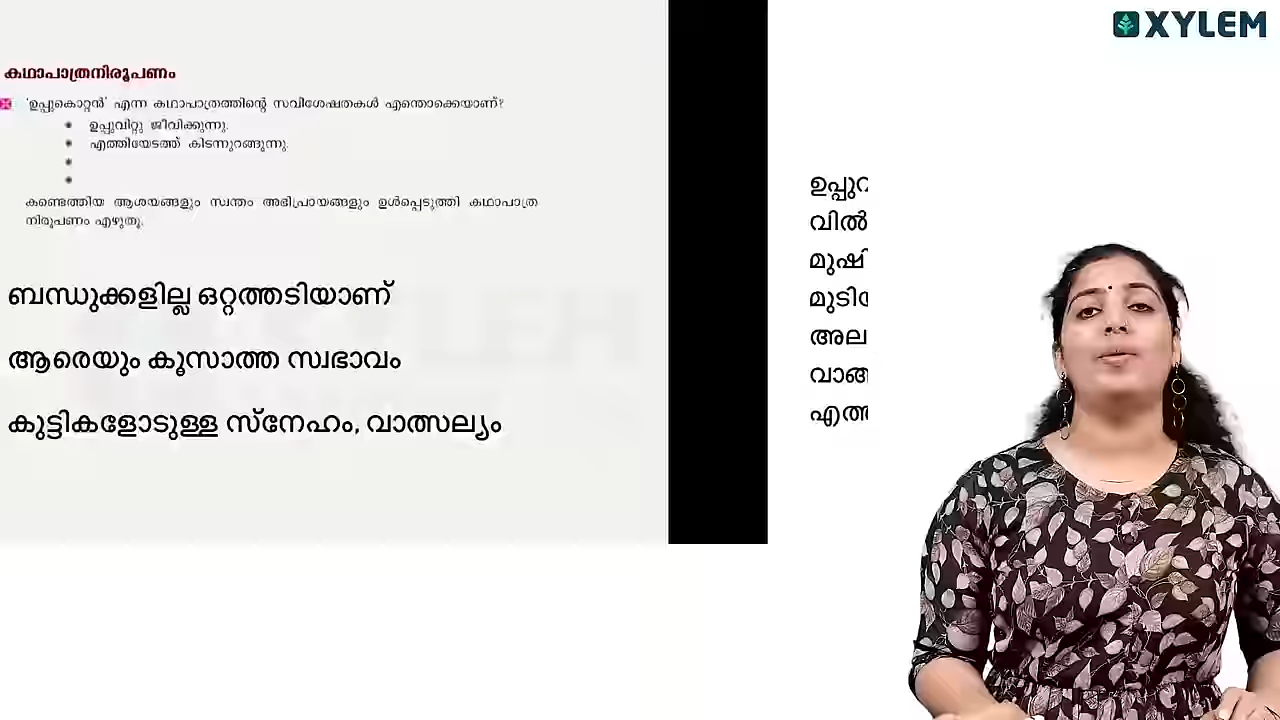 XYLEM
കഥാപാത്രനിരൂപണം
'ഉപ്പുകൊറ്റൻ' എന്ന കഥാപാത്രത്തിന്റെ സവിശേഷതകൾ എന്തൊക്കെയാണ്?
ഉപ്പുവിറ്റു ജീവിക്കുന്നു.
എത്തിയേടത്ത് കിടന്നുറങ്ങുന്നു.
കണ്ടെത്തിയ ആശയങ്ങളും സ്വന്തം അഭിപ്രായങ്ങളും ഉൾപ്പെടുത്തി കഥാപാത്ര
നിരൂപണം എഴുതൂ.
ബന്ധുക്കളില്ല ഒറ്റത്തടിയാണ്
ആരെയും കൂസാത്ത സ്വഭാവം
കുട്ടികളോടുള്ള സ്നേഹം, വാത്സല്യം
വിൽ
മുഷി
അല